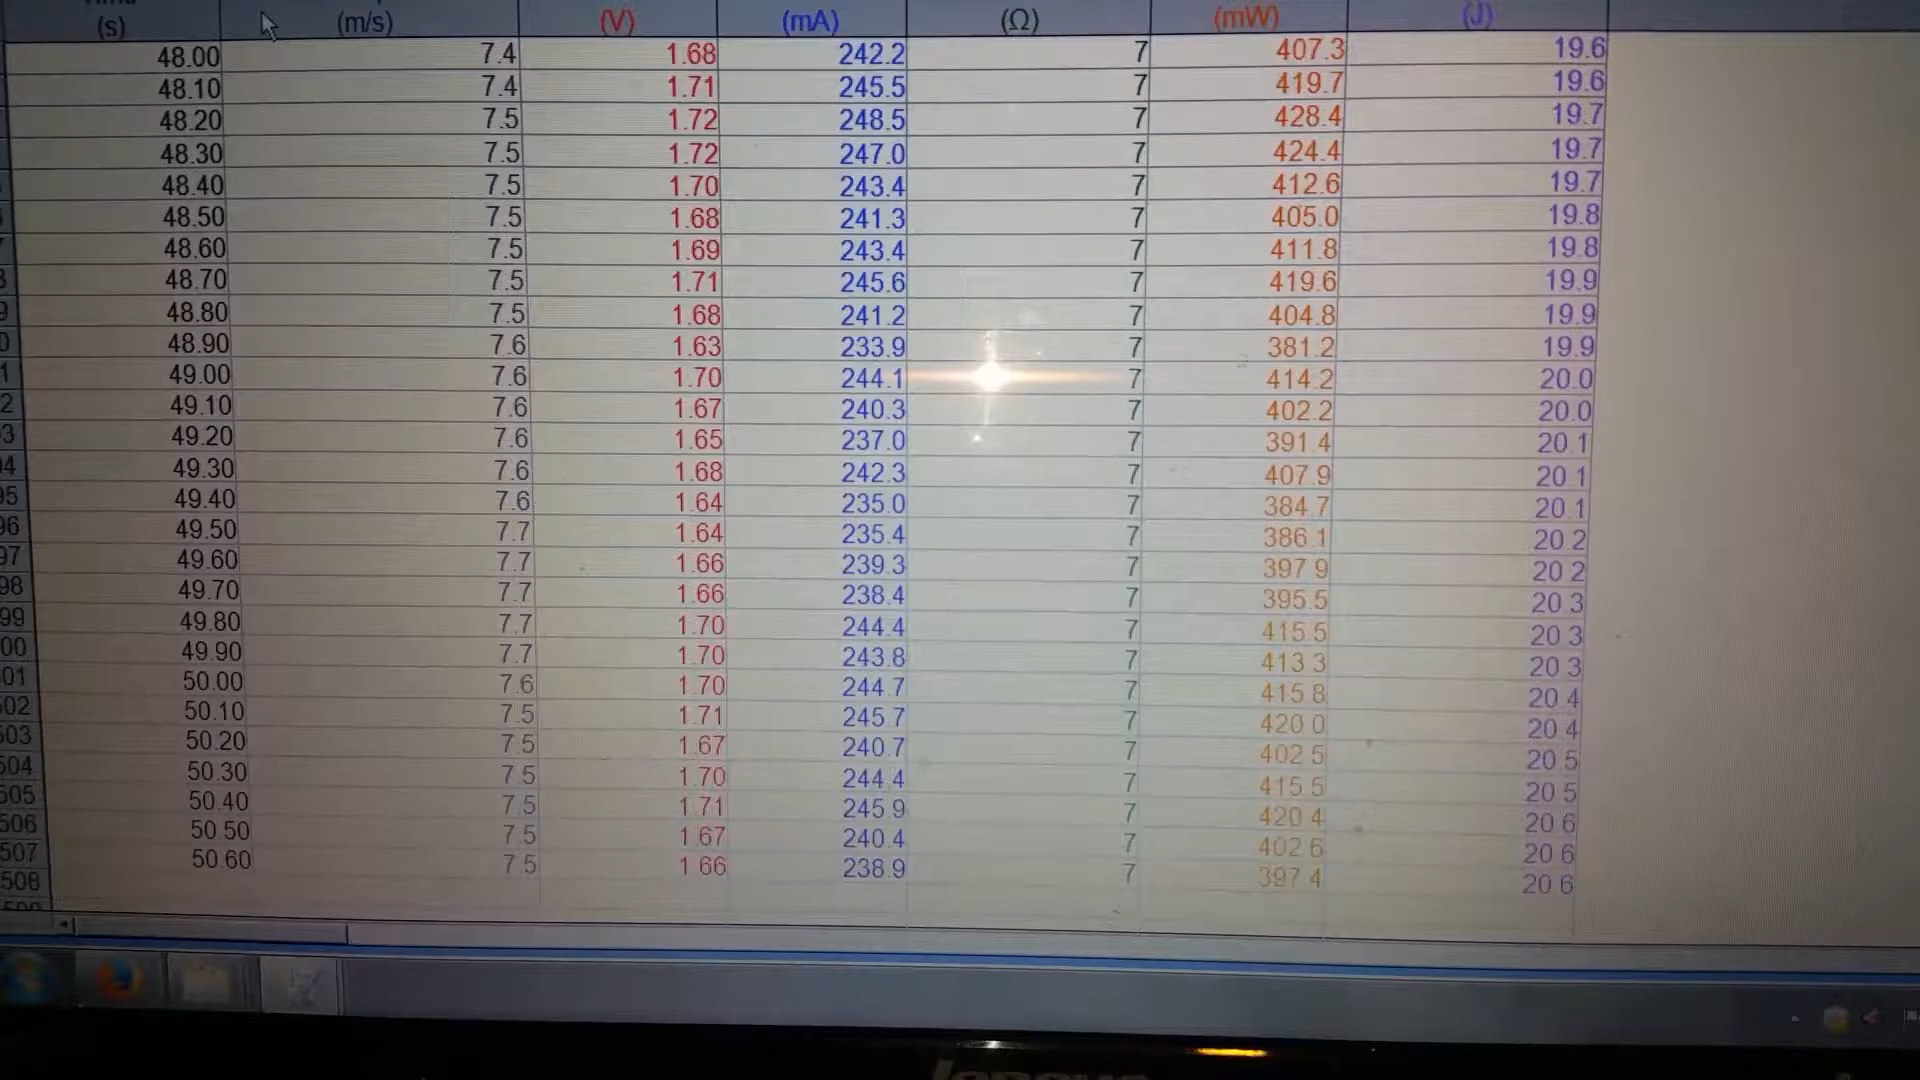 (s) (m/s) (V) (mA) (Ω) (mW) (J)
48.00 7.4 1.68 242.2 7 407.3 19.6
48.10 7.4 1.71 245.5 7 419.7 19.6
48.20 7.5 1.72 248.5 7 428.4 19.7
48.30 7.5 1.72 247.0 7 424.4 19.7
48.40 7.5 1.70 243.4 7 412.6 19.7
48.50 7.5 1.68 241.3 7 405.0 19.8
48.60 7.5 1.69 243.4 7 411.8 19.8
48.70 7.5 1.71 245.6 7 419.6 19.9
48.80 7.5 1.68 241.2 7 404.8 19.9
48.90 7.6 1.63 233.9 7 381.2 19.9
49.00 7.6 1.70 244.1 7 414.2 20.0
49.10 7.6 1.67 240.3 7 402.2 20.0
49.20 7.6 1.65 237.0 7 391.4 20.1
49.30 7.6 1.68 242.3 7 407.9 20.1
49.40 7.6 1.64 235.0 7 384.7 20.1
49.50 7.7 1.64 235.4 7 386.1 20.2
49.60 7.7 1.66 239.3 7 397.9 20.2
49.70 7.7 1.66 238.4 7 395.5 20.3
49.80 7.7 1.70 244.4 7 415.5 20.3
49.90 7.7 1.70 243.8 7 413.3 20.3
50.00 7.6 1.70 244.7 7 415.8 20.4
50.10 7.5 1.71 245.7 7 420.0 20.4
503 50.20 7.5 1.67 240.7 7 402.5 20.5
504 50.30 7.5 1.70 244.4 7 415.5 20.5
505 50.40 7.5 1.71 245.9 7 420.4 20.6
506 50.50 7.5 1.67 240.4 7 402.6 20.6
507 50.60 7.5 1.66 238.9 7 397.4 20.6
508